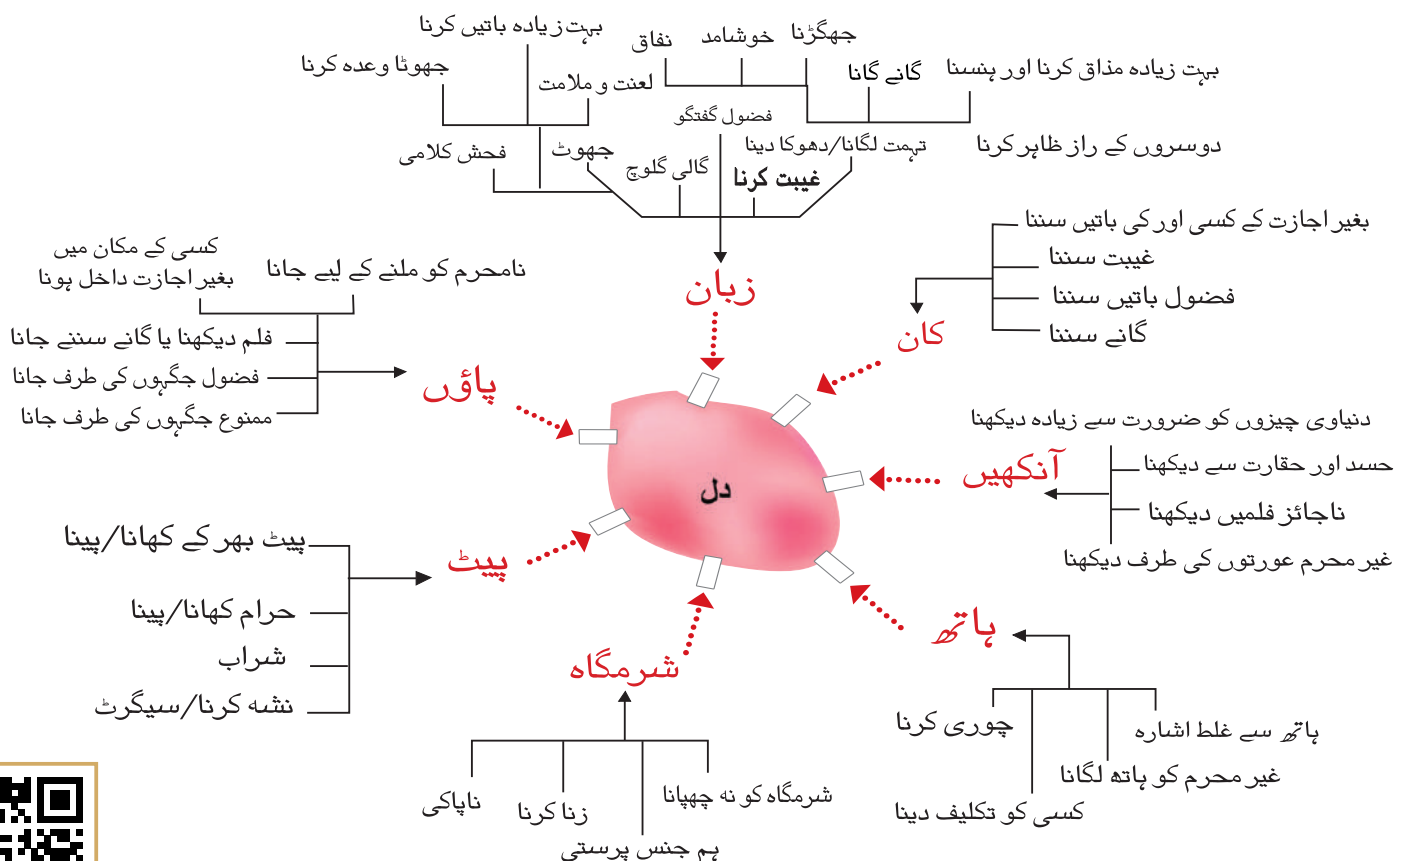 بہت زیادہ باتیں کرنا
جھوٹا وعدہ کرنا
لعنت و ملامت
نفاق
خوشامد
جھگڑنا
گانے گانا
بہت زیادہ مذاق کرنا اور ہنسنا
فضول گفتگو
فحش کلامی
جھوٹ
گالی گلوچ
غیبت کرنا
تہمت لگانا/دھوکا دینا
دوسروں کے راز ظاہر کرنا
زبان
بغیر اجازت کے کسی اور کی باتیں سننا
غیبت سننا
فضول باتیں سننا
گانے سننا
کان
کسی کے مکان میں
بغیر اجازت داخل ہونا
نامحرم کو ملنے کے لیے جانا
فلم دیکھنا یا گانے سننے جانا
فضول جگہوں کی طرف جانا
ممنوع جگہوں کی طرف جانا
پاؤں
دنیاوی چیزوں کو ضرورت سے زیادہ دیکھنا
حسد اور حقارت سے دیکھنا
ناجائز فلمیں دیکھنا
غیر محرم عورتوں کی طرف دیکھنا
آنکھیں
دل
پیٹ بھر کے کھانا/پینا
حرام کھانا/پینا
شراب
نشہ کرنا/سیگرٹ
پیٹ
ہاتھ
چوری کرنا
ہاتھ سے غلط اشارہ
غیر محرم کو ہاتھ لگانا
کسی کو تکلیف دینا
شرمگاہ
ناپاکی
زنا کرنا
شرمگاہ کو نہ چھپانا
ہم جنس پرستی